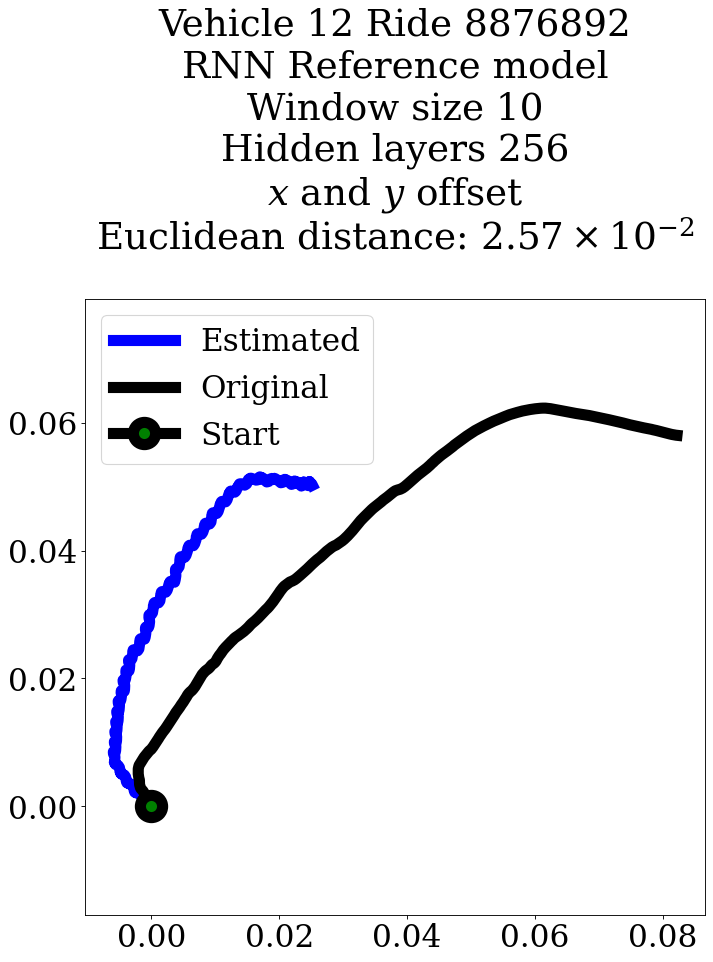 Vehicle 12 Ride 8876892
RNN Reference model
Window size 10
Hidden layers 256
x and y offset
Euclidean distance: 2.57 × 10⁻²
Estimated
Original
Start
0.06
0.04
0.02
0.00
0.00 0.02 0.04 0.06 0.08